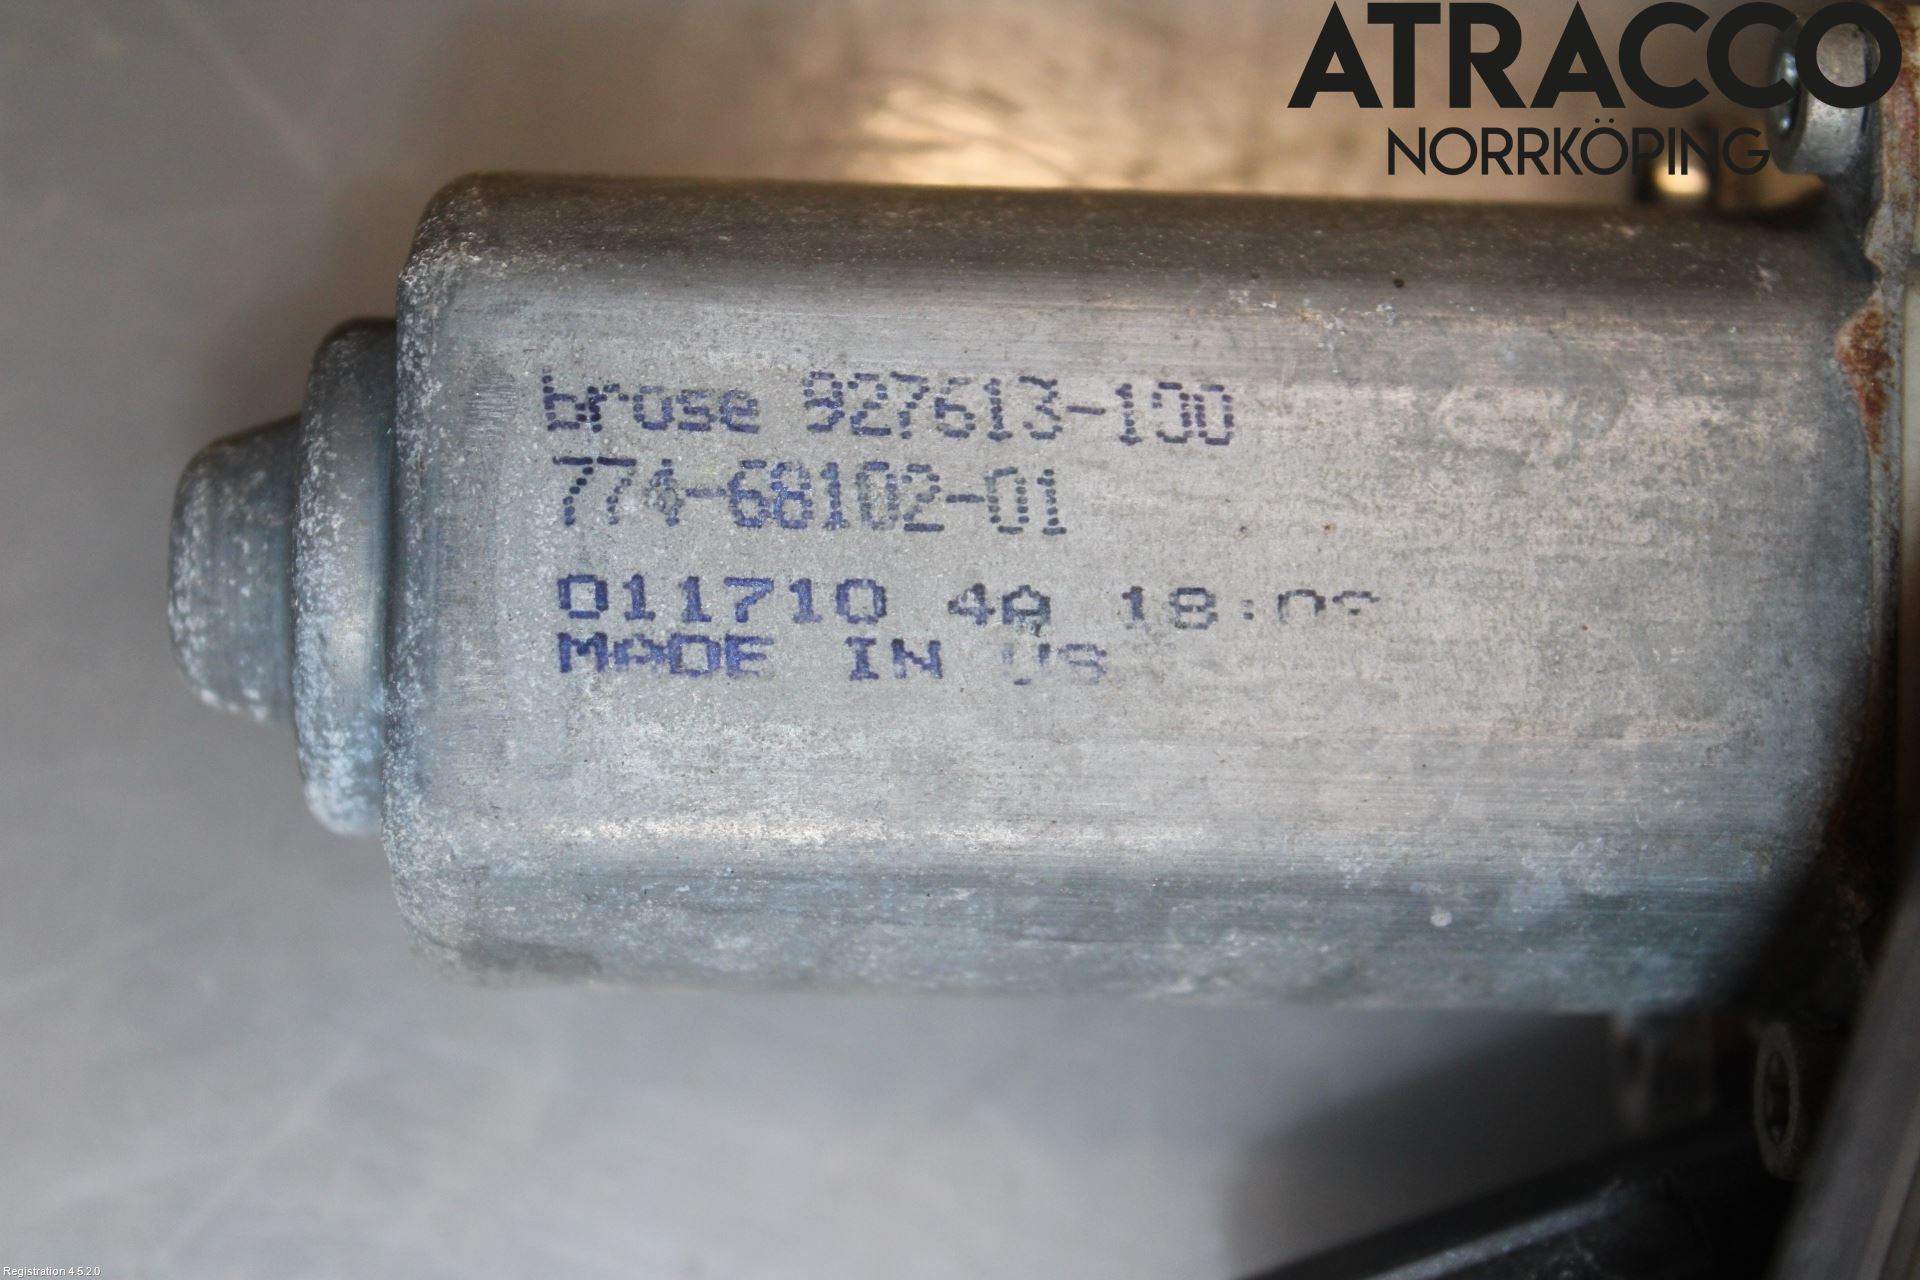 ATRACCO
NORRKÖPING
brose 927613-100
774-68102-01
011710 4A
MADE IN
Registration 4.5.2.0